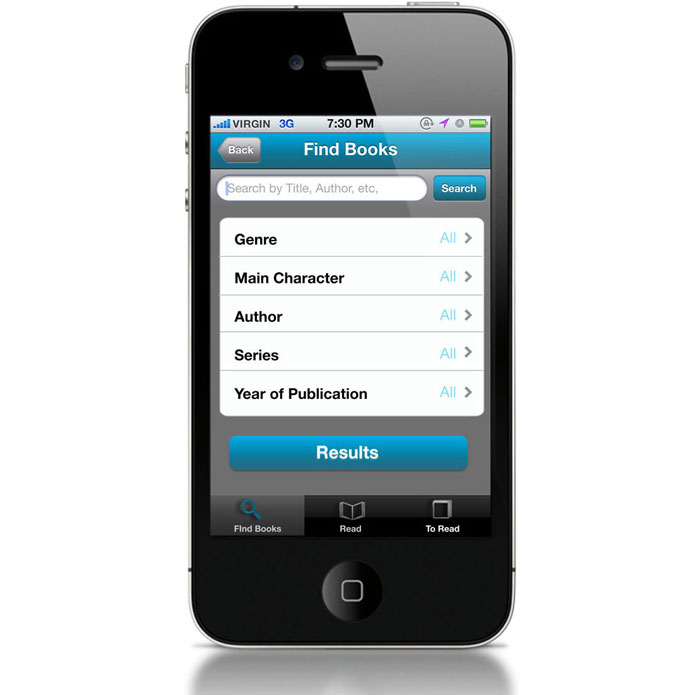 VIRGIN 3G 7:30 PM
Back Find Books
Search by Title, Author, etc, Search
Genre All
Main Character All
Author All
Series All
Year of Publication All
Results
FInd Books Read To Read